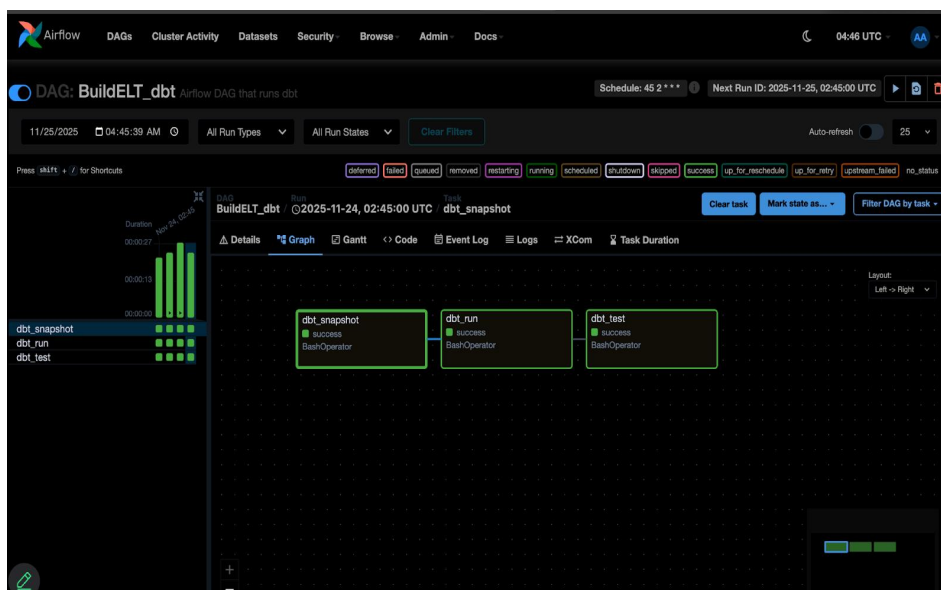 Airflow DAGs Cluster Activity Datasets Security Browse Admin Docs 04:46 UTC AA
DAG: BuildELT_dbt Airflow DAG that runs dbt Schedule: 45 2 * * * Next Run ID: 2025-11-25, 02:45:00 UTC
11/25/2025 04:45:39 AM All Run Types All Run States Clear Filters Auto-refresh 25
Press shift + / for Shortcuts deferred failed queued removed restarting running scheduled shutdown skipped success up_for_reschedule up_for_retry upstream_failed no_status
DAG Run Task
BuildELT_dbt / 2025-11-24, 02:45:00 UTC / dbt_snapshot Clear task Mark state as... Filter DAG by task
Duration Nov 24, 02:45
00:00:27
00:00:13
00:00:00
dbt_snapshot
dbt_run
dbt_test
Details Graph Gantt Code Event Log Logs XCom Task Duration
Layout:
Left -> Right
dbt_snapshot
success
BashOperator
dbt_run
success
BashOperator
dbt_test
success
BashOperator